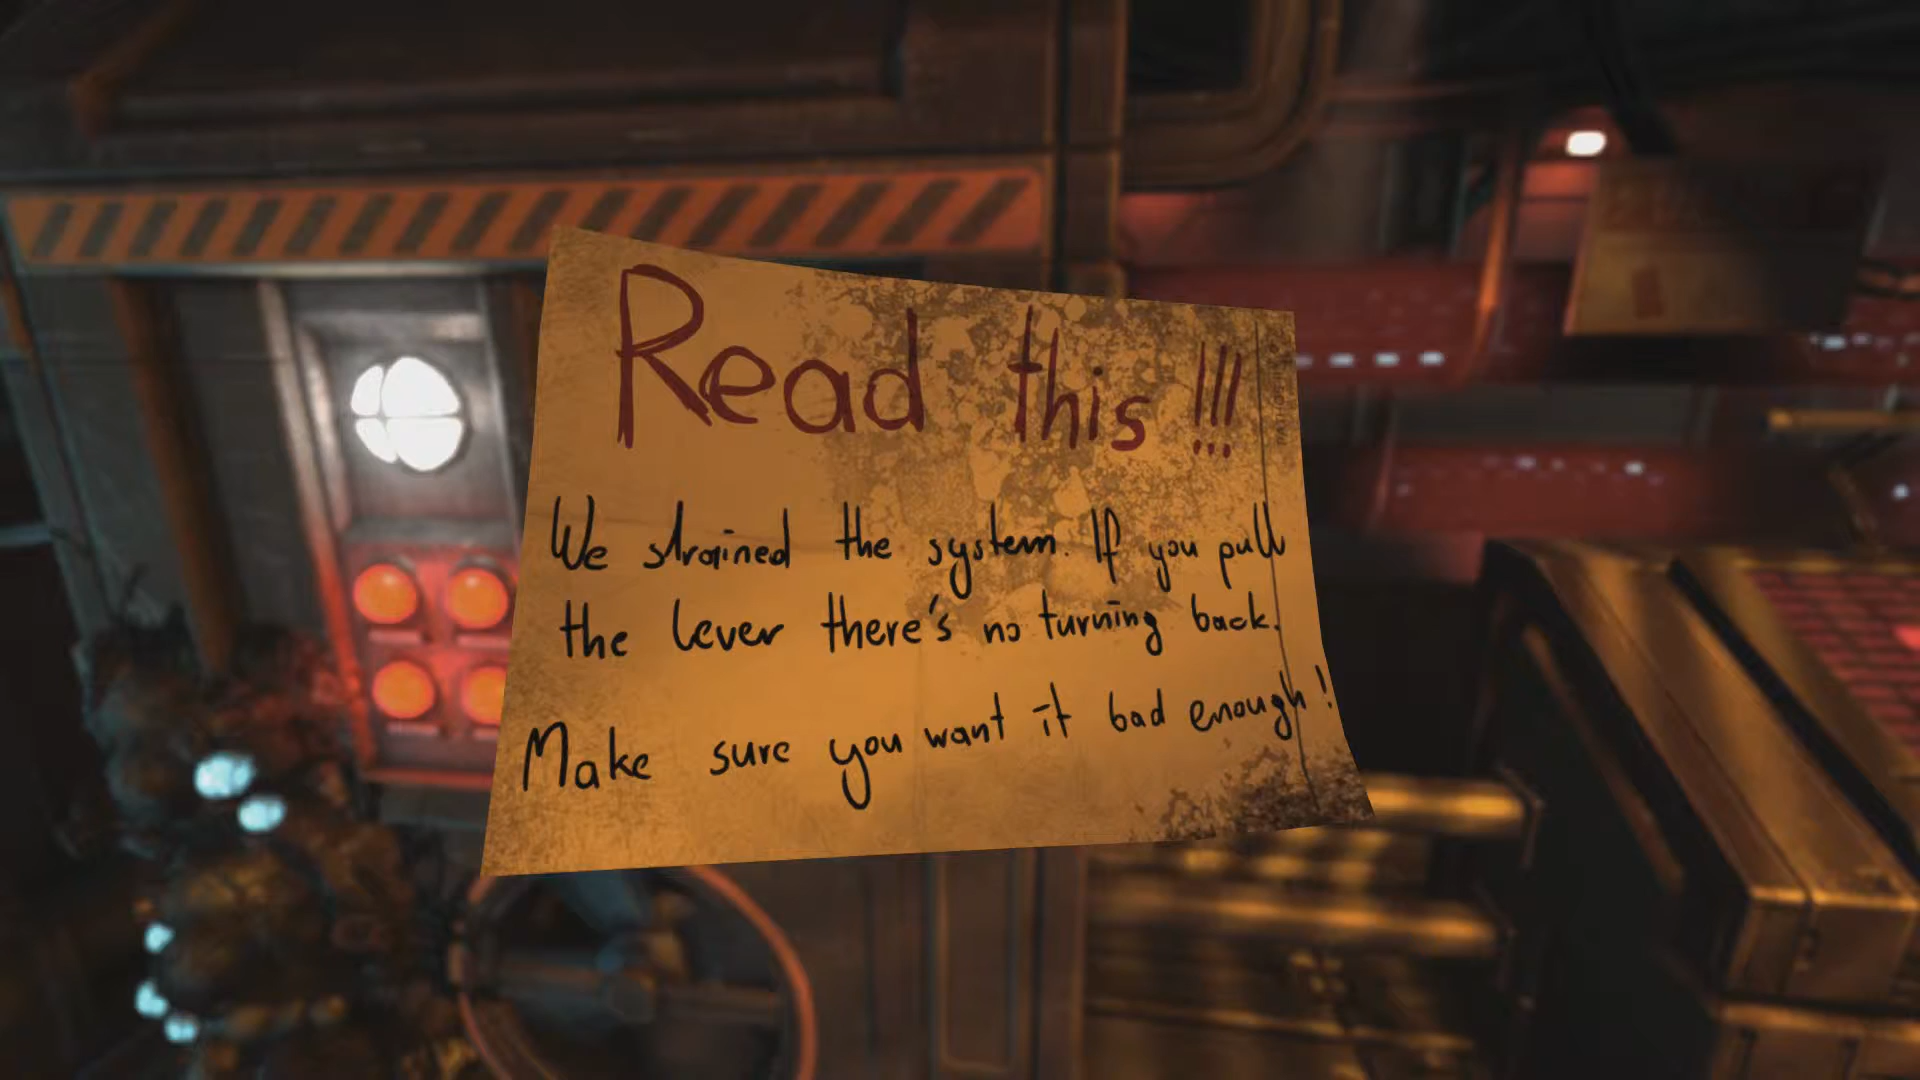 Read this !!!
We strained the system. If you pull
the lever there's no turning back.
Make sure you want it bad enough!